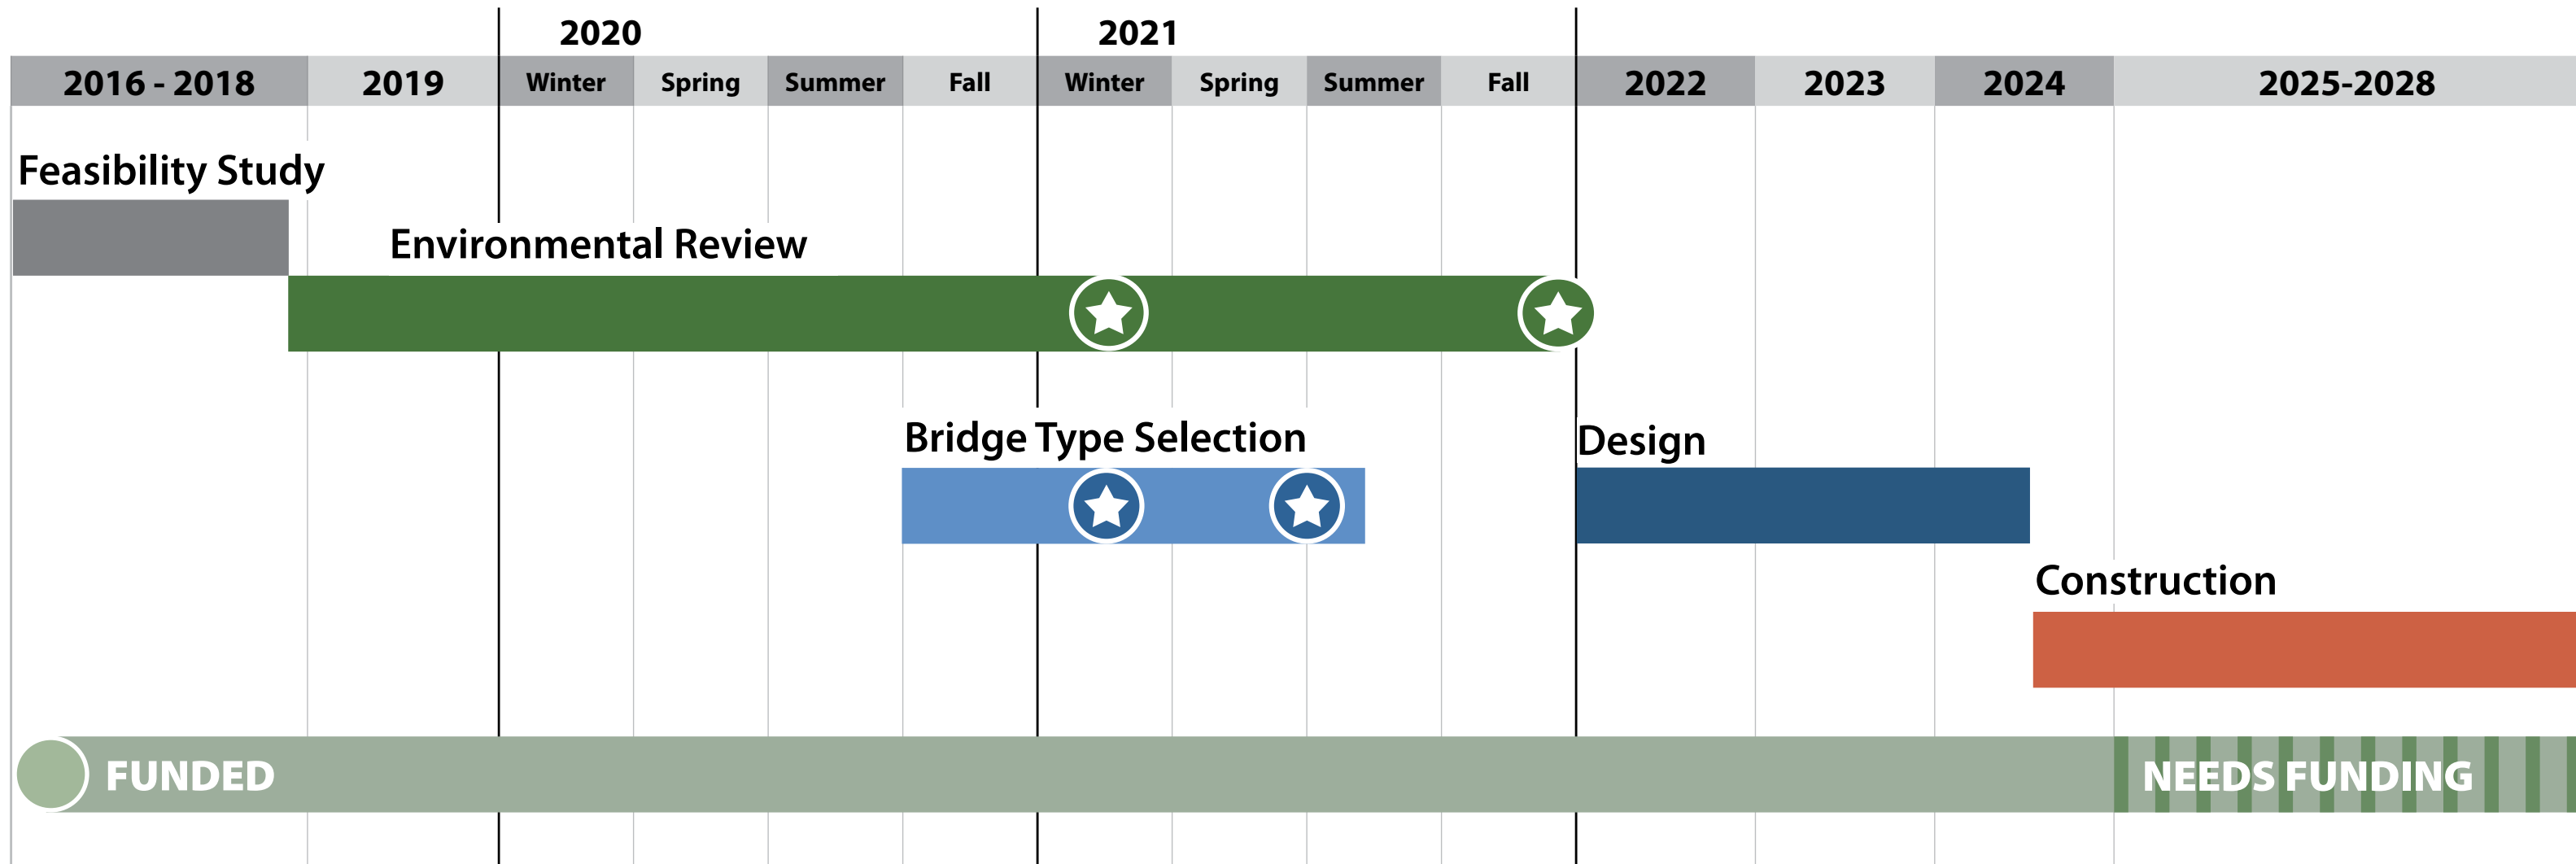 2020 2021
2016 - 2018 2019 Winter Spring Summer Fall Winter Spring Summer Fall 2022 2023 2024 2025-2028
Feasibility Study
Environmental Review
Bridge Type Selection
Design
Construction
FUNDED
NEEDS FUNDING